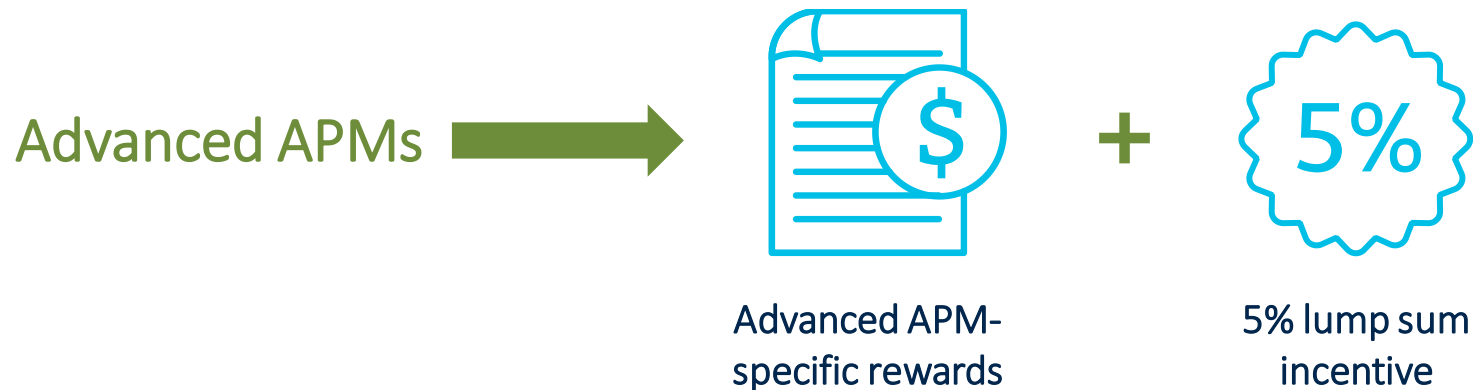 Advanced APMs
$
+
5%
Advanced APM-
specific rewards
5% lump sum
incentive